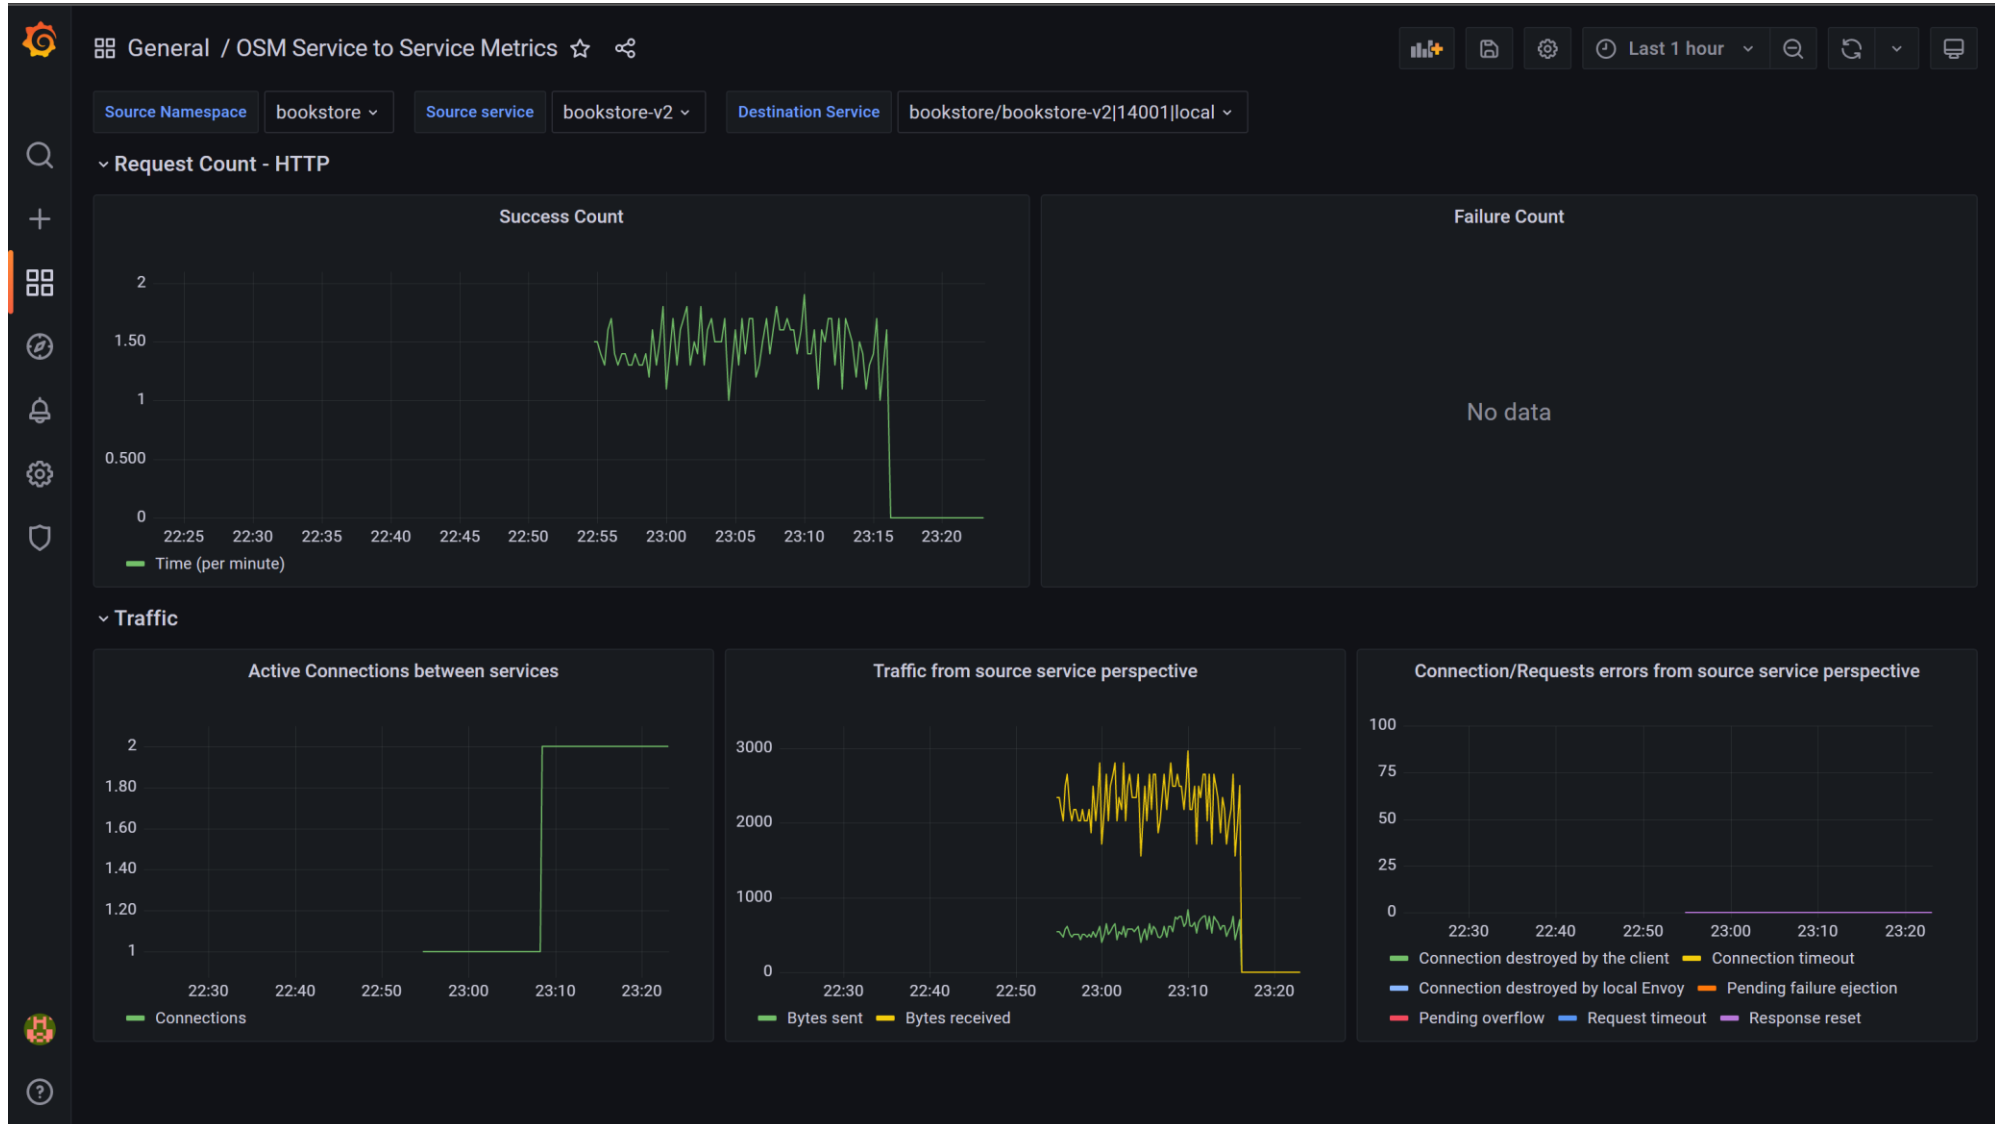 General / OSM Service to Service Metrics
Last 1 hour
Source Namespace bookstore Source service bookstore-v2 Destination Service bookstore/bookstore-v2|14001|local
Request Count - HTTP
Success Count
2
1.50
1
0.500
0
22:25 22:30 22:35 22:40 22:45 22:50 22:55 23:00 23:05 23:10 23:15 23:20
Time (per minute)
Failure Count
No data
Traffic
Active Connections between services
2
1.80
1.60
1.40
1.20
1
22:30 22:40 22:50 23:00 23:10 23:20
Connections
Traffic from source service perspective
3000
2000
1000
0
22:30 22:40 22:50 23:00 23:10 23:20
Bytes sent Bytes received
Connection/Requests errors from source service perspective
100
75
50
25
0
22:30 22:40 22:50 23:00 23:10 23:20
Connection destroyed by the client Connection timeout
Connection destroyed by local Envoy Pending failure ejection
Pending overflow Request timeout Response reset